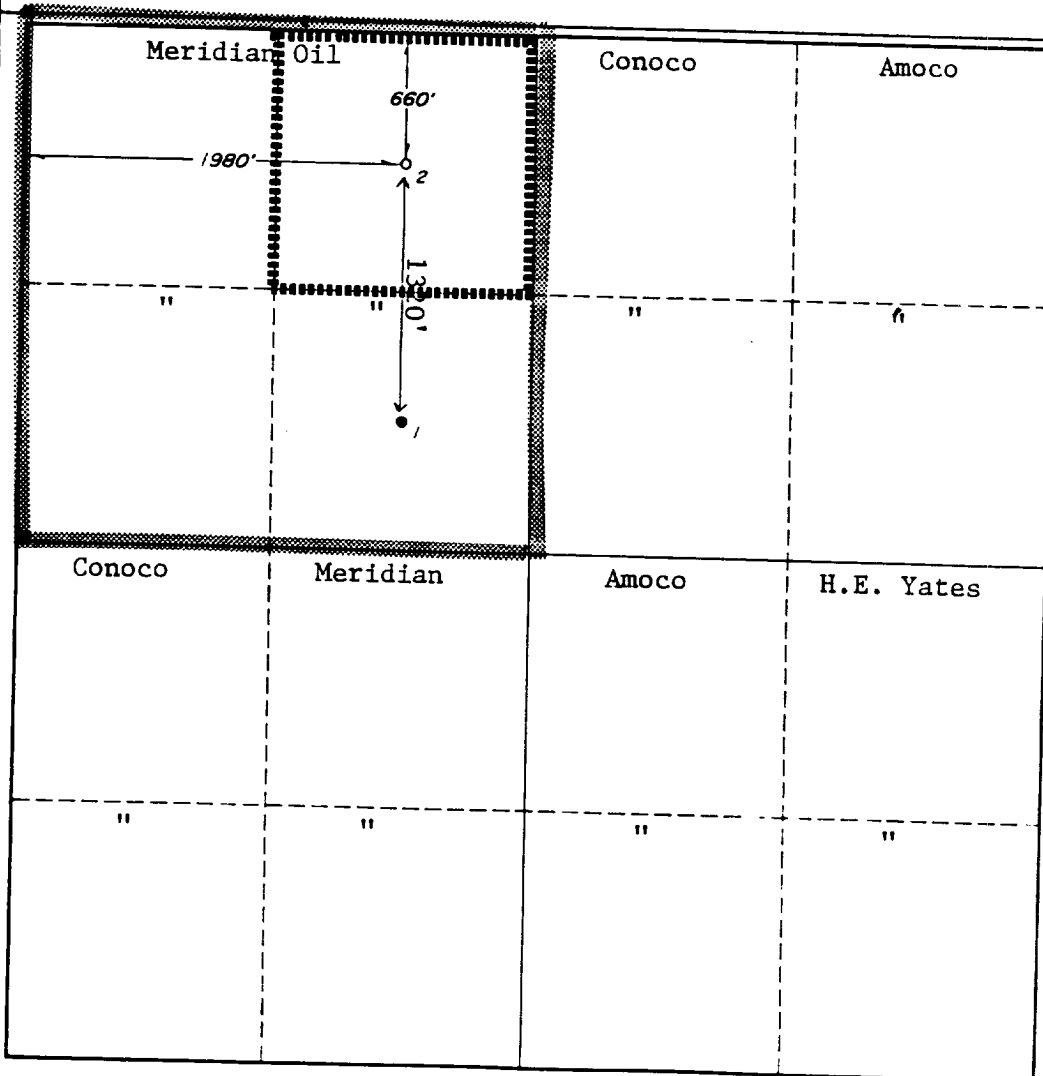 Meridian Oil Conoco Amoco
660'
1980'
2
1320'
" " " "
1
Conoco Meridian Amoco H.E. Yates
" " " "